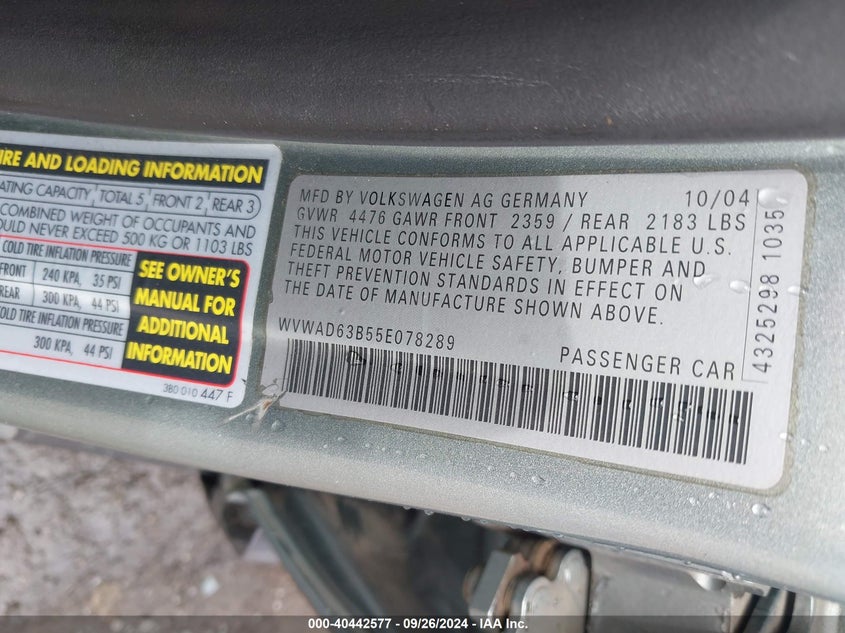 IRE AND LOADING INFORMATION
ATING CAPACITY TOTAL 5 FRONT 2 REAR 3
COMBINED WEIGHT OF OCCUPANTS AND
OULD NEVER EXCEED 500 KG OR 1103 LBS
COLD TIRE INFLATION PRESSURE
FRONT 240 KPA, 35 PSI
REAR 300 KPA, 44 PSI
COLD TIRE INFLATION PRESSURE
300 KPA, 44 PSI
SEE OWNER'S
MANUAL FOR
ADDITIONAL
INFORMATION
3B0 010 447 F
MFD BY VOLKSWAGEN AG GERMANY 10/04
GVWR 4476 GAWR FRONT 2359 / REAR 2183 LBS
THIS VEHICLE CONFORMS TO ALL APPLICABLE U.S.
FEDERAL MOTOR VEHICLE SAFETY, BUMPER AND
THEFT PREVENTION STANDARDS IN EFFECT ON
THE DATE OF MANUFACTURE SHOWN ABOVE.
WVWAD63B55E078289
PASSENGER CAR
4325298 1035
000-40442577 - 09/26/2024 - IAA Inc.